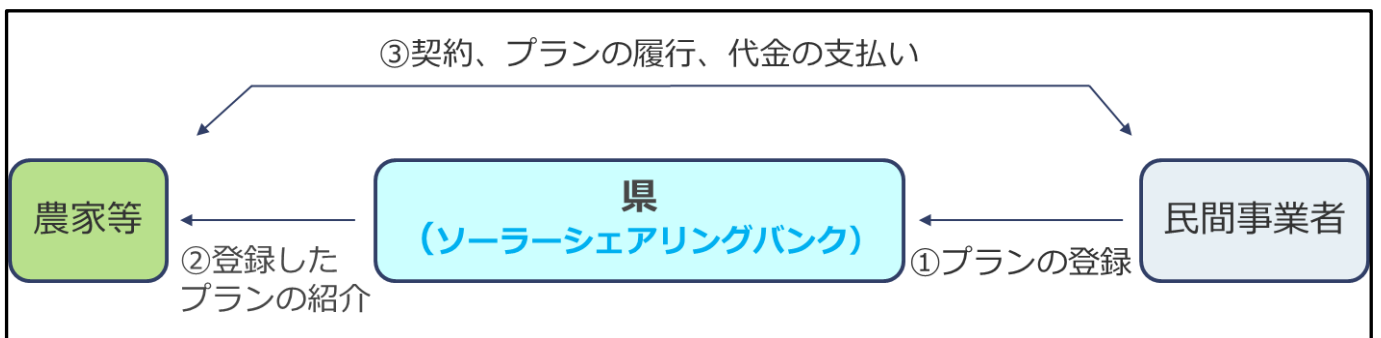 ③契約、プランの履行、代金の支払い
農家等
県
（ソーラーシェアリングバンク）
民間事業者
②登録した
プランの紹介
①プランの登録